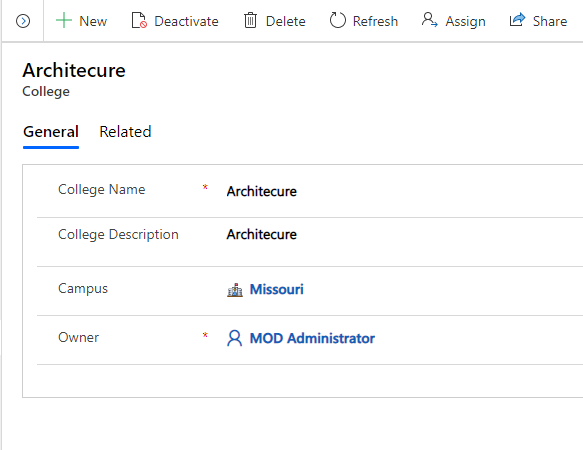 New Deactivate Delete Refresh Assign Share
Architecure
College
General Related
College Name * Architecure
College Description Architecure
Campus Missouri
Owner * MOD Administrator